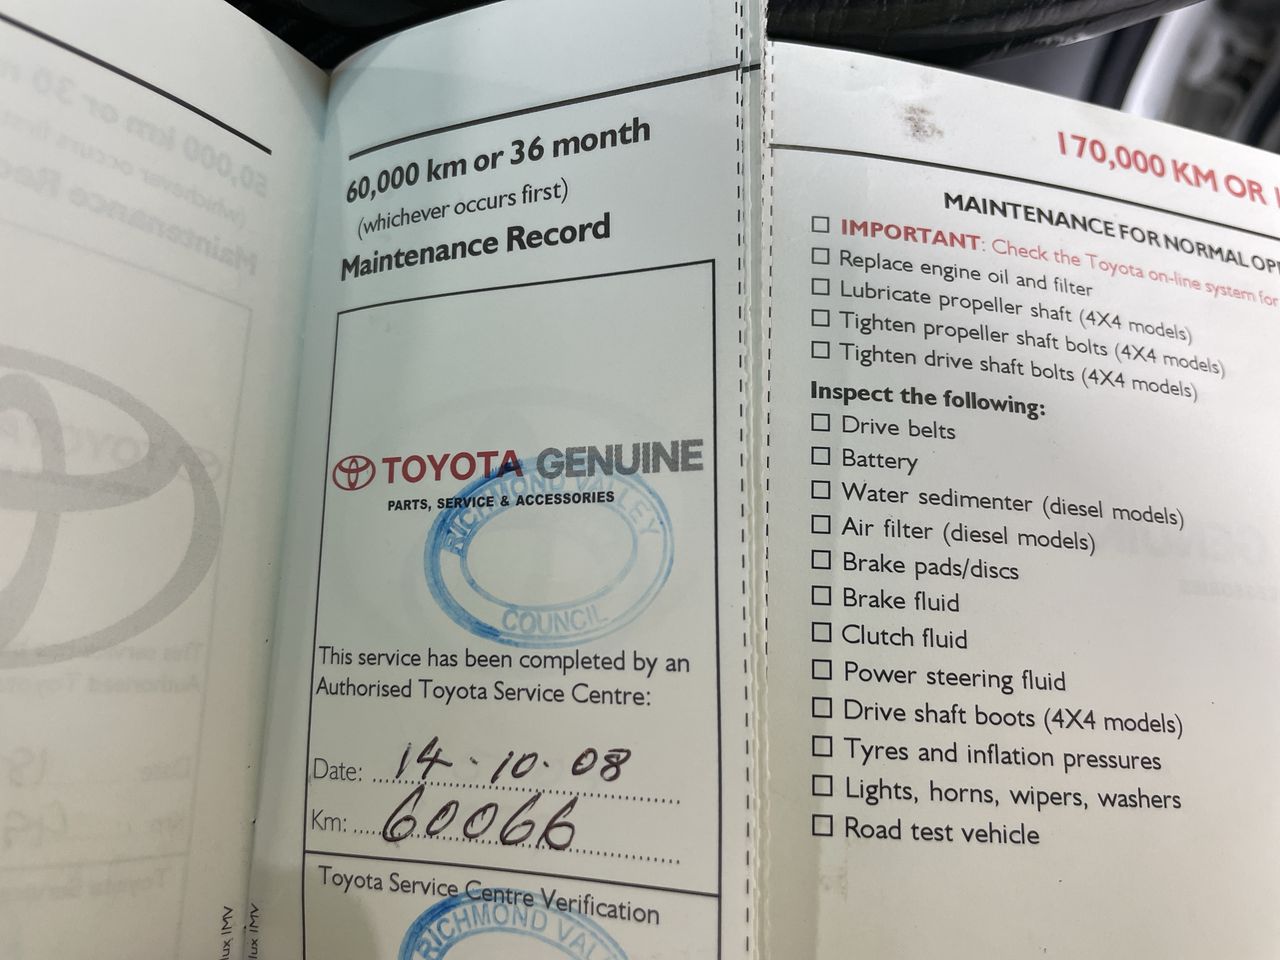 60,000 km or 36 month
(whichever occurs first)
Maintenance Record
TOYOTA GENUINE
PARTS, SERVICE & ACCESSORIES
RICHMOND VALLEY
COUNCIL
This service has been completed by an
Authorised Toyota Service Centre:
Date: 14.10.08
Km: 60066
Toyota Service Centre Verification
RICHMOND VAL
lux IMV
lux IMV
170,000 KM OR
MAINTENANCE FOR NORMAL OPE
IMPORTANT: Check the Toyota on-line system for
Replace engine oil and filter
Lubricate propeller shaft (4X4 models)
Tighten propeller shaft bolts (4X4 models)
Tighten drive shaft bolts (4X4 models)
Inspect the following:
Drive belts
Battery
Water sedimenter (diesel models)
Air filter (diesel models)
Brake pads/discs
Brake fluid
Clutch fluid
Power steering fluid
Drive shaft boots (4X4 models)
Tyres and inflation pressures
Lights, horns, wipers, washers
Road test vehicle